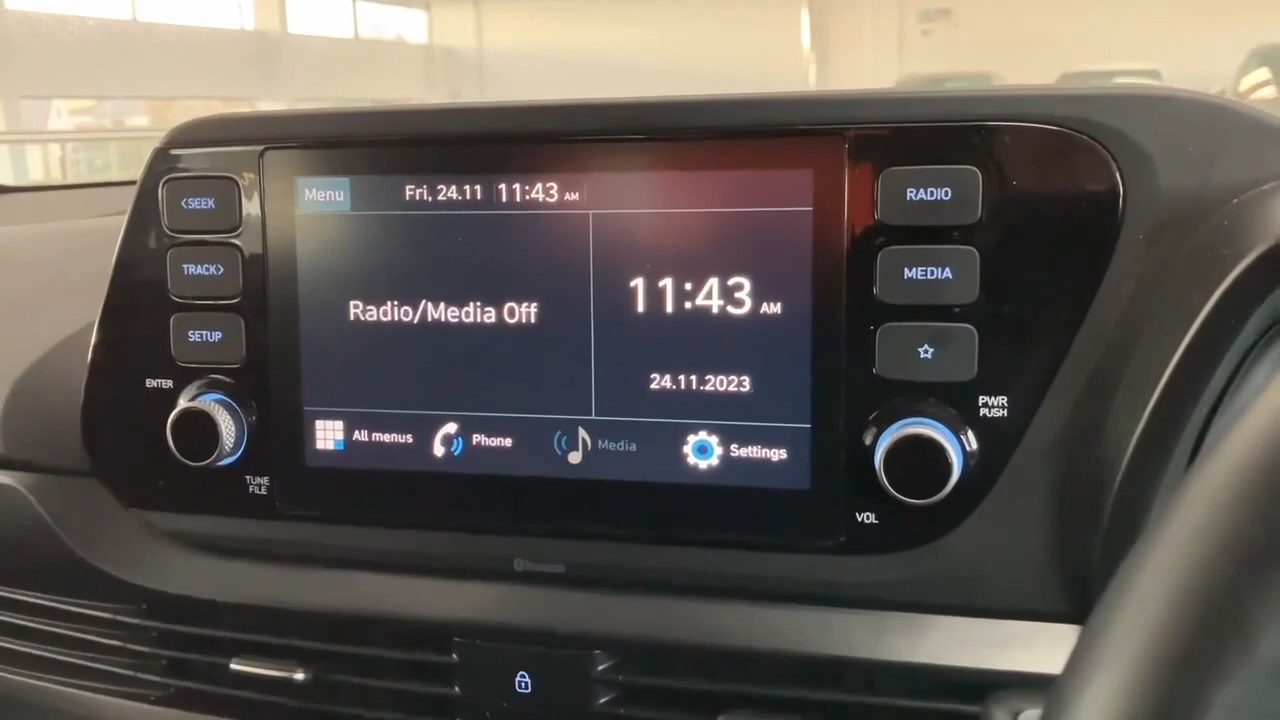 <SEEK
TRACK>
SETUP
ENTER
TUNE
FILE
Menu
Fri, 24.11
11:43 AM
Radio/Media Off
11:43 AM
24.11.2023
All menus
Phone
Media
Settings
RADIO
MEDIA
PWR
PUSH
VOL
Bluetooth